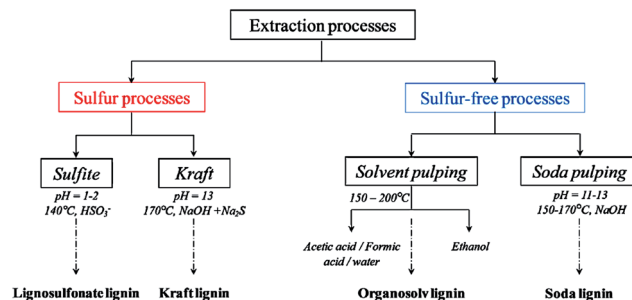 Extraction processes
Sulfur processes
Sulfur-free processes
Sulfite
Kraft
Solvent pulping
Soda pulping
pH = 1-2
140°C, HSO₃⁻
pH = 13
170°C, NaOH +Na₂S
150 – 200°C
pH = 11-13
150-170°C, NaOH
Acetic acid / Formic
acid / water
Ethanol
Lignosulfonate lignin
Kraft lignin
Organosolv lignin
Soda lignin